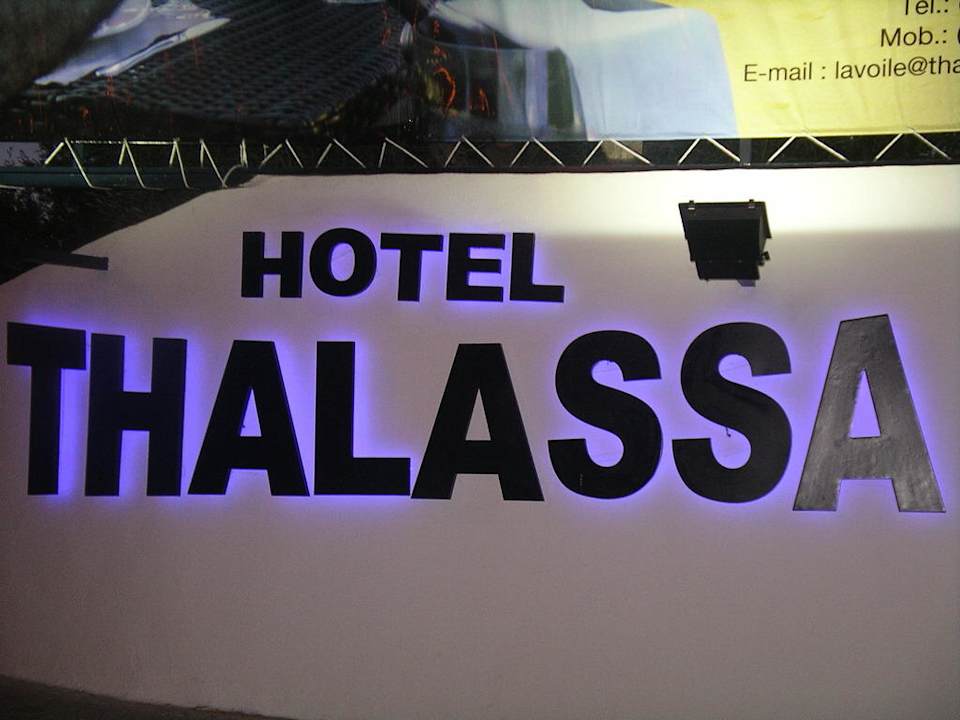 Tel.:
Mob.: (
E-mail : lavoile@tha
HOTEL
THALASSA